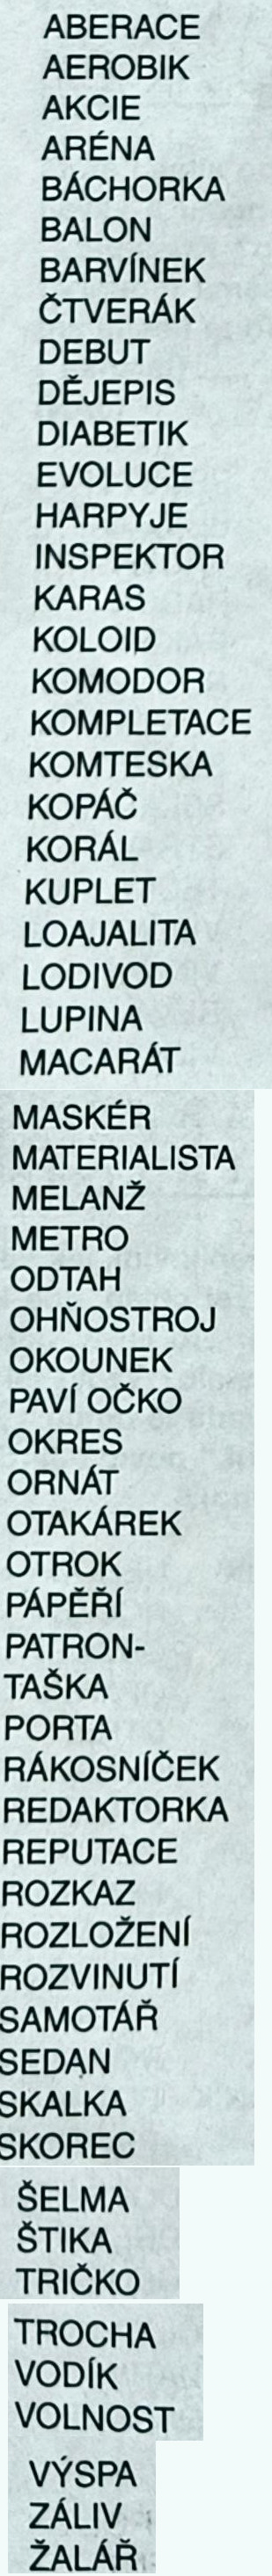 ABERACE
AEROBIK
AKCIE
ARÉNA
BÁCHORKA
BALON
BARVÍNEK
ČTVERÁK
DEBUT
DĚJEPIS
DIABETIK
EVOLUCE
HARPYJE
INSPEKTOR
KARAS
KOLOID
KOMODOR
KOMPLETACE
KOMTESKA
KOPÁČ
KORÁL
KUPLET
LOAJALITA
LODIVOD
LUPINA
MACARÁT
MASKÉR
MATERIALISTA
MELANŽ
METRO
ODTAH
OHŇOSTROJ
OKOUNEK
PAVÍ OČKO
OKRES
ORNÁT
OTAKÁREK
OTROK
PÁPĚŘÍ
PATRON-
TAŠKA
PORTA
RÁKOSNÍČEK
REDAKTORKA
REPUTACE
ROZKAZ
ROZLOŽENÍ
ROZVINUTÍ
SAMOTÁŘ
SEDAN
SKALKA
SKOREC
ŠELMA
ŠTIKA
TRIČKO
TROCHA
VODÍK
VOLNOST
VÝSPA
ZÁLIV
ŽALÁŘ